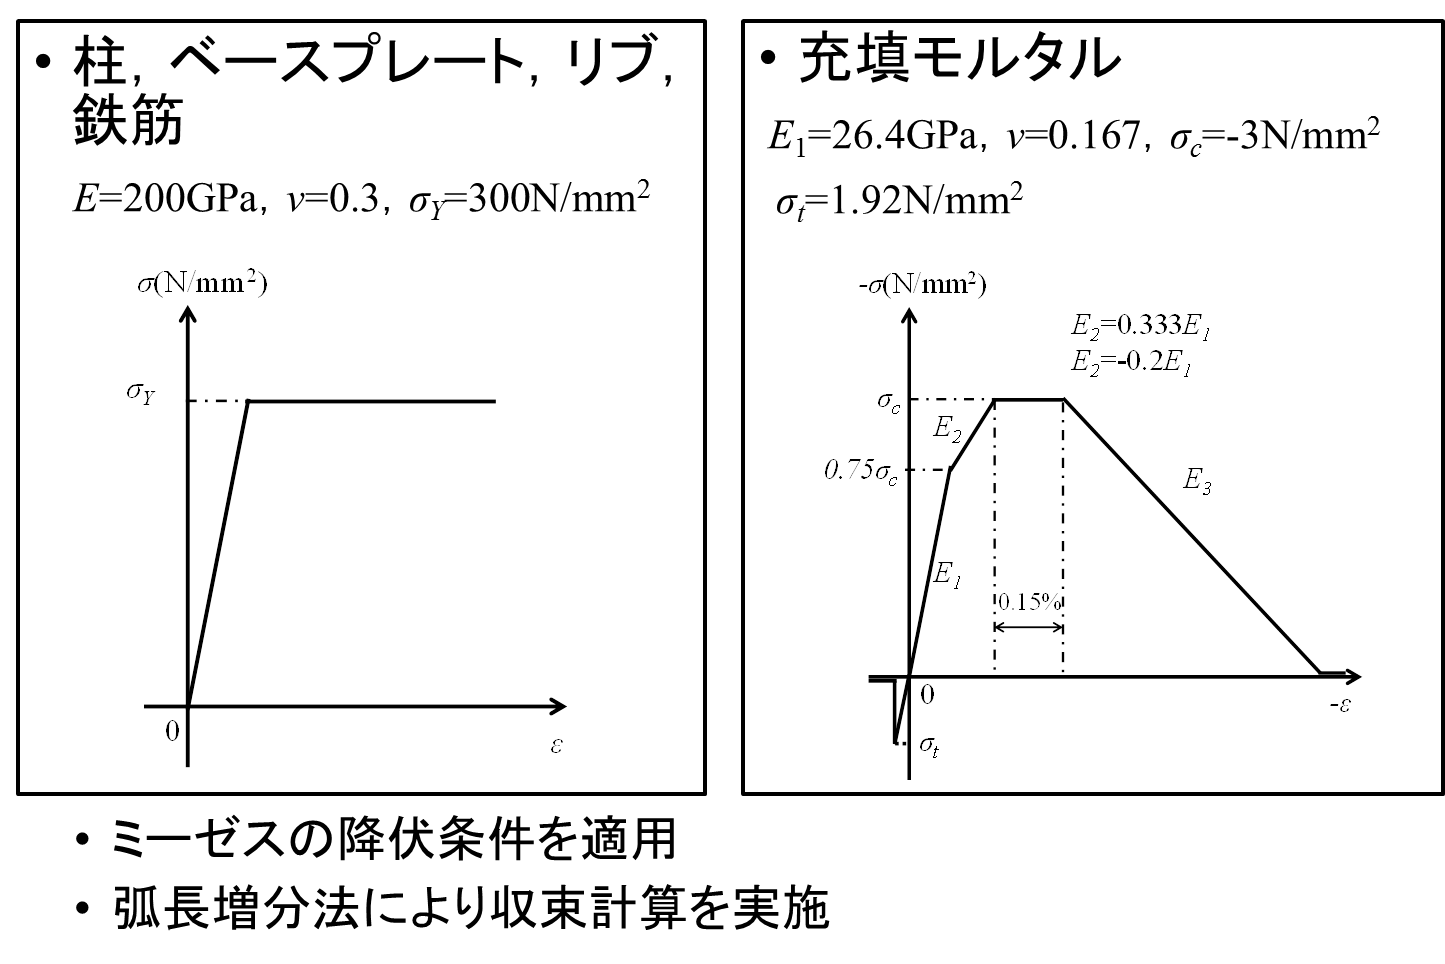 • 柱，ベースプレート，リブ，
鉄筋
E=200GPa，ν=0.3，σY=300N/mm²
σ(N/mm²)
σY
0
ε
• 充填モルタル
E1=26.4GPa，ν=0.167，σc=-3N/mm²
σt=1.92N/mm²
-σ(N/mm²)
E2=0.333E1
E2=-0.2E1
σc
E2
0.75σc
E3
E1
0.15%
0
-ε
σt
• ミーゼスの降伏条件を適用
• 弧長増分法により収束計算を実施